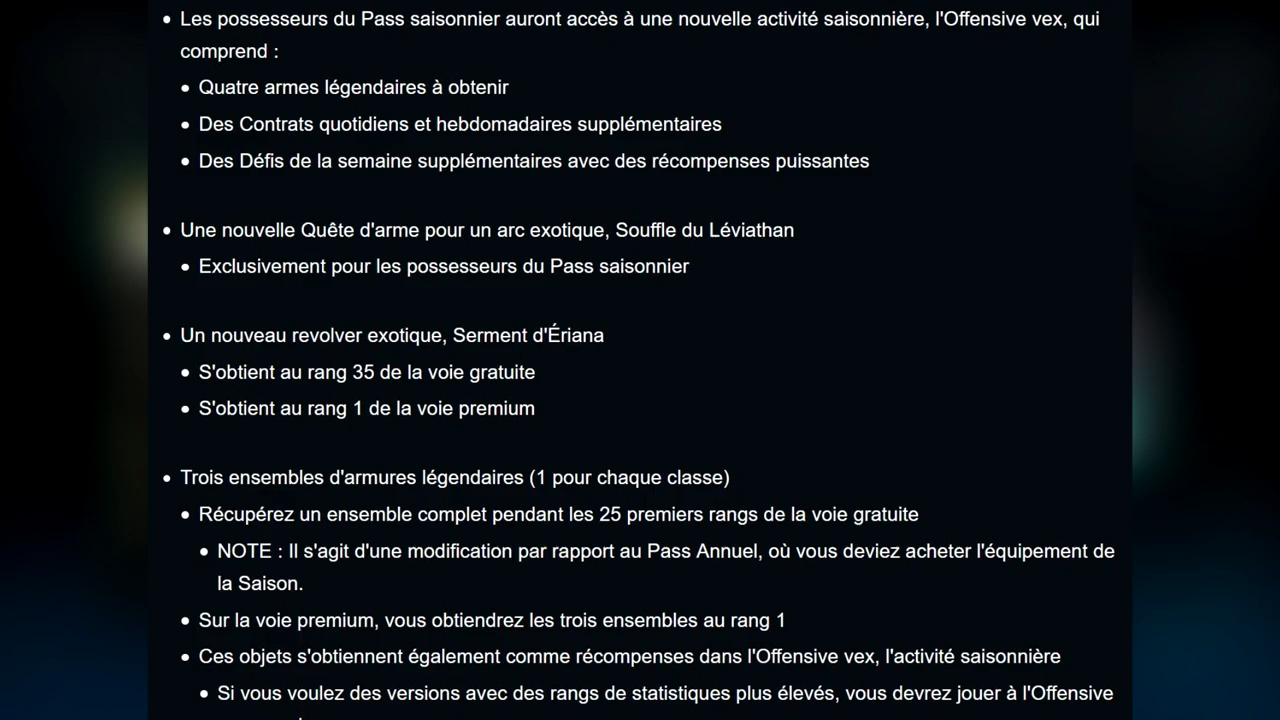 • Les possesseurs du Pass saisonnier auront accès à une nouvelle activité saisonnière, l'Offensive vex, qui
comprend :
• Quatre armes légendaires à obtenir
• Des Contrats quotidiens et hebdomadaires supplémentaires
• Des Défis de la semaine supplémentaires avec des récompenses puissantes
• Une nouvelle Quête d'arme pour un arc exotique, Souffle du Léviathan
• Exclusivement pour les possesseurs du Pass saisonnier
• Un nouveau revolver exotique, Serment d'Ériana
• S'obtient au rang 35 de la voie gratuite
• S'obtient au rang 1 de la voie premium
• Trois ensembles d'armures légendaires (1 pour chaque classe)
• Récupérez un ensemble complet pendant les 25 premiers rangs de la voie gratuite
• NOTE : Il s'agit d'une modification par rapport au Pass Annuel, où vous deviez acheter l'équipement de
la Saison.
• Sur la voie premium, vous obtiendrez les trois ensembles au rang 1
• Ces objets s'obtiennent également comme récompenses dans l'Offensive vex, l'activité saisonnière
• Si vous voulez des versions avec des rangs de statistiques plus élevés, vous devrez jouer à l'Offensive